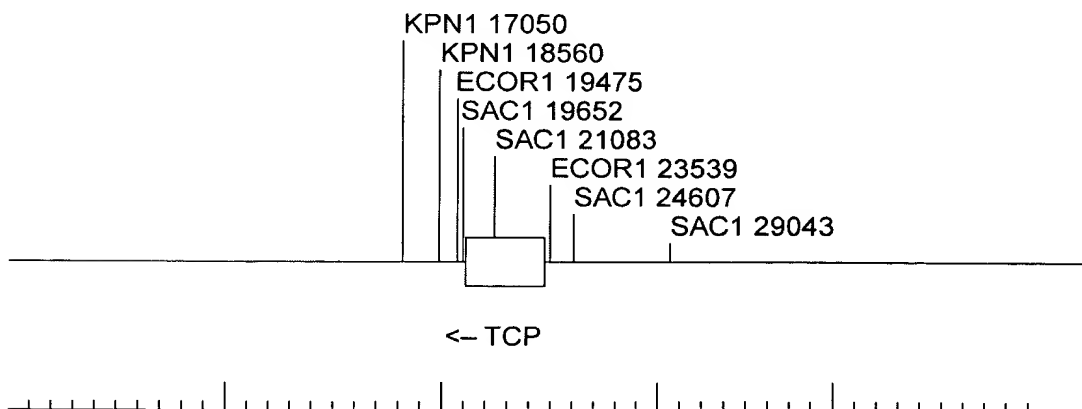 KPN1 17050
KPN1 18560
ECOR1 19475
SAC1 19652
SAC1 21083
ECOR1 23539
SAC1 24607
SAC1 29043
<– TCP